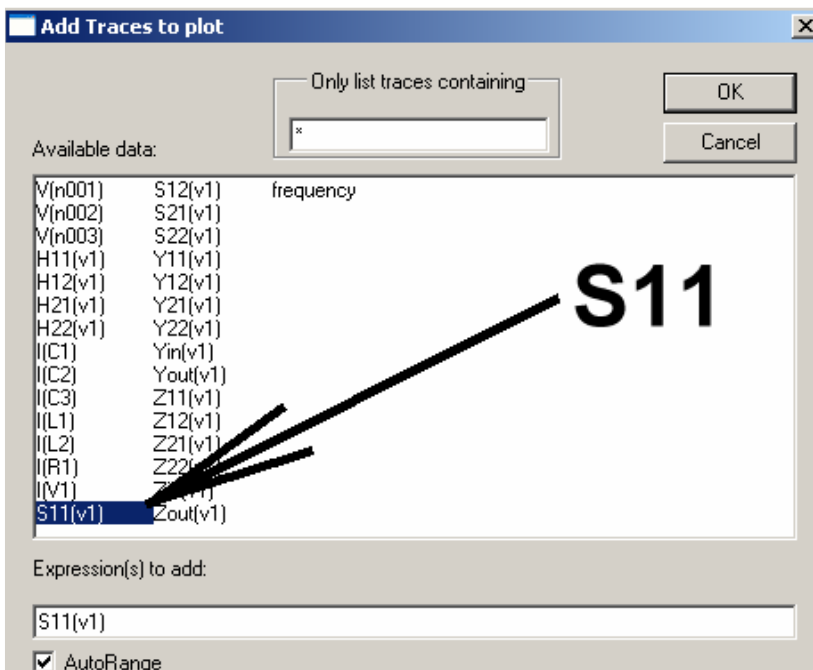 Add Traces to plot
Only list traces containing
OK
*
Cancel
Available data:
V(n001) S12(v1) frequency
V(n002) S21(v1)
V(n003) S22(v1)
H11(v1) Y11(v1)
H12(v1) Y12(v1)
H21(v1) Y21(v1)
H22(v1) Y22(v1)
I(C1) Yin(v1)
I(C2) Yout(v1)
I(C3) Z11(v1)
I(L1) Z12(v1)
I(L2) Z21(v1)
I(R1)
I(V1)
S11(v1) Zout(v1)
S11
Expression(s) to add:
S11(v1)
AutoRange